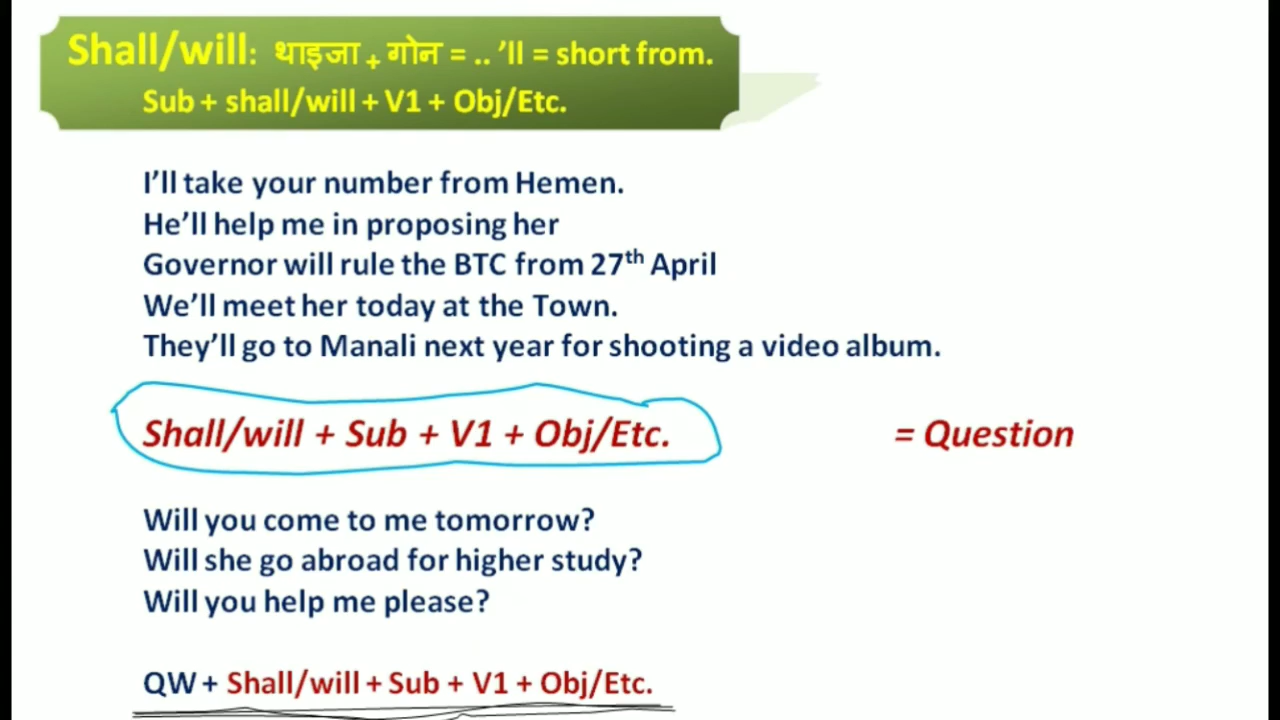 Shall/will: थाइजा + गोन = .. ’ll = short from.
Sub + shall/will + V1 + Obj/Etc.
I’ll take your number from Hemen.
He’ll help me in proposing her
Governor will rule the BTC from 27th April
We’ll meet her today at the Town.
They’ll go to Manali next year for shooting a video album.
Shall/will + Sub + V1 + Obj/Etc. = Question
Will you come to me tomorrow?
Will she go abroad for higher study?
Will you help me please?
QW + Shall/will + Sub + V1 + Obj/Etc.